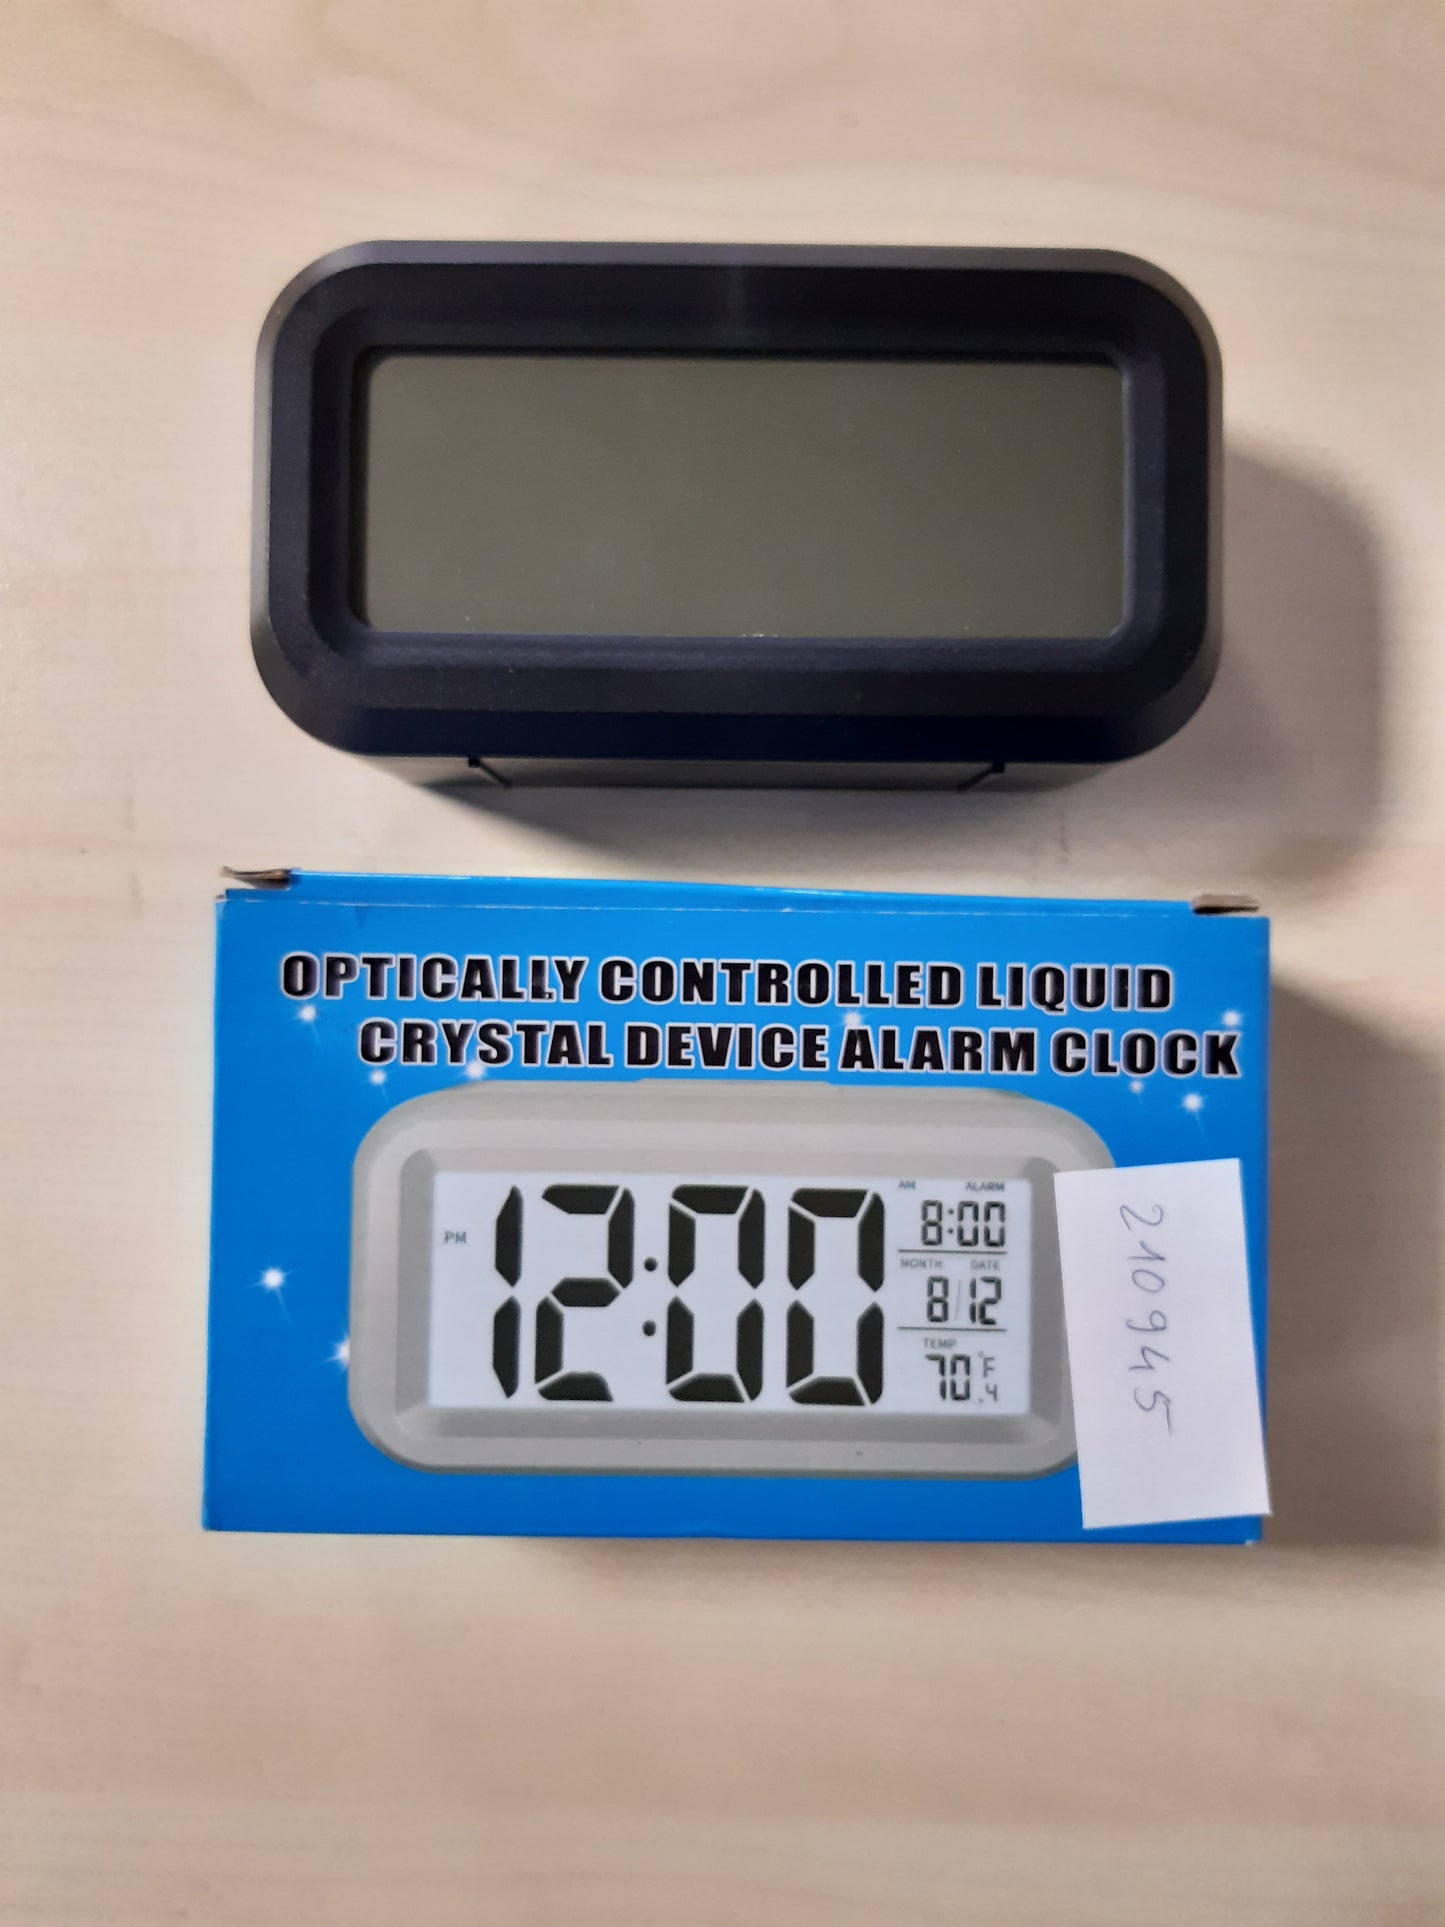 OPTICALLY CONTROLLED LIQUID
CRYSTAL DEVICE ALARM CLOCK
PM
12:00
AM ALARM
8:00
MONTH DATE
8/12
TEMP
70.4 °F
210945